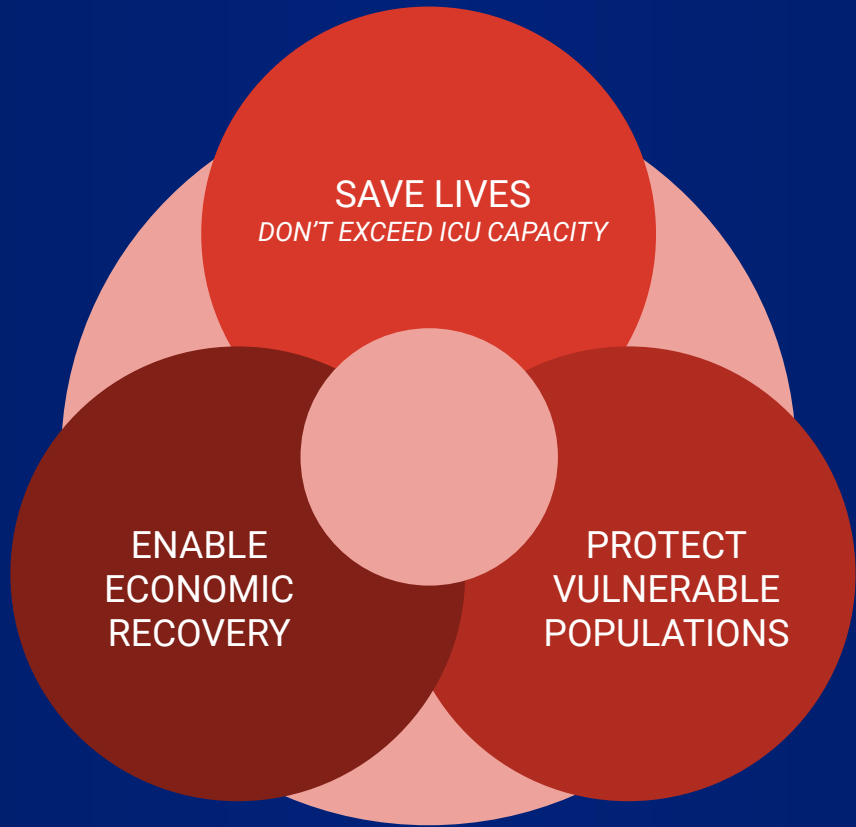 SAVE LIVES
DON'T EXCEED ICU CAPACITY
ENABLE
ECONOMIC
RECOVERY
PROTECT
VULNERABLE
POPULATIONS